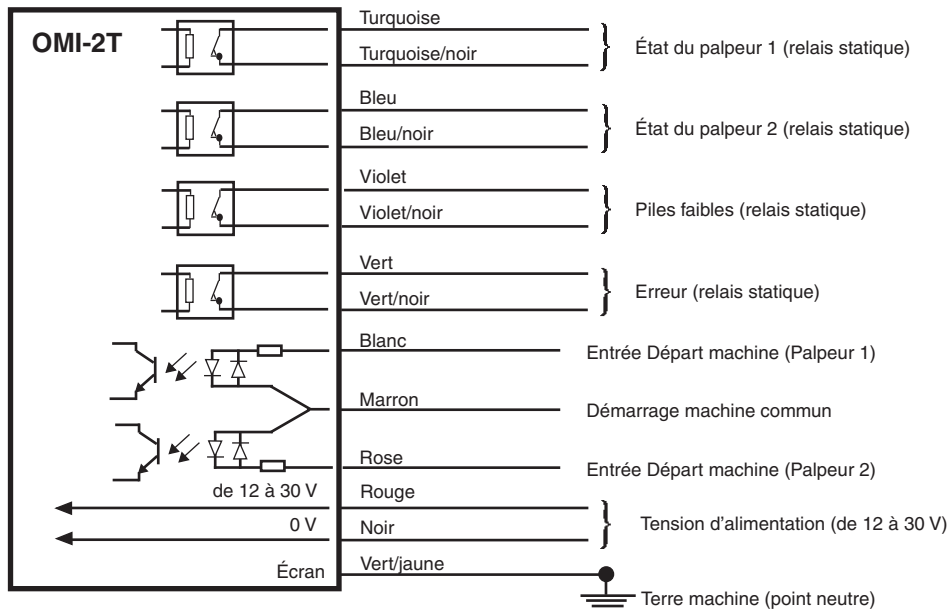 OMI-2T
Turquoise
Turquoise/noir
État du palpeur 1 (relais statique)
Bleu
Bleu/noir
État du palpeur 2 (relais statique)
Violet
Violet/noir
Piles faibles (relais statique)
Vert
Vert/noir
Erreur (relais statique)
Blanc
Entrée Départ machine (Palpeur 1)
Marron
Démarrage machine commun
Rose
Entrée Départ machine (Palpeur 2)
de 12 à 30 V
Rouge
0 V
Noir
Tension d’alimentation (de 12 à 30 V)
Écran
Vert/jaune
Terre machine (point neutre)